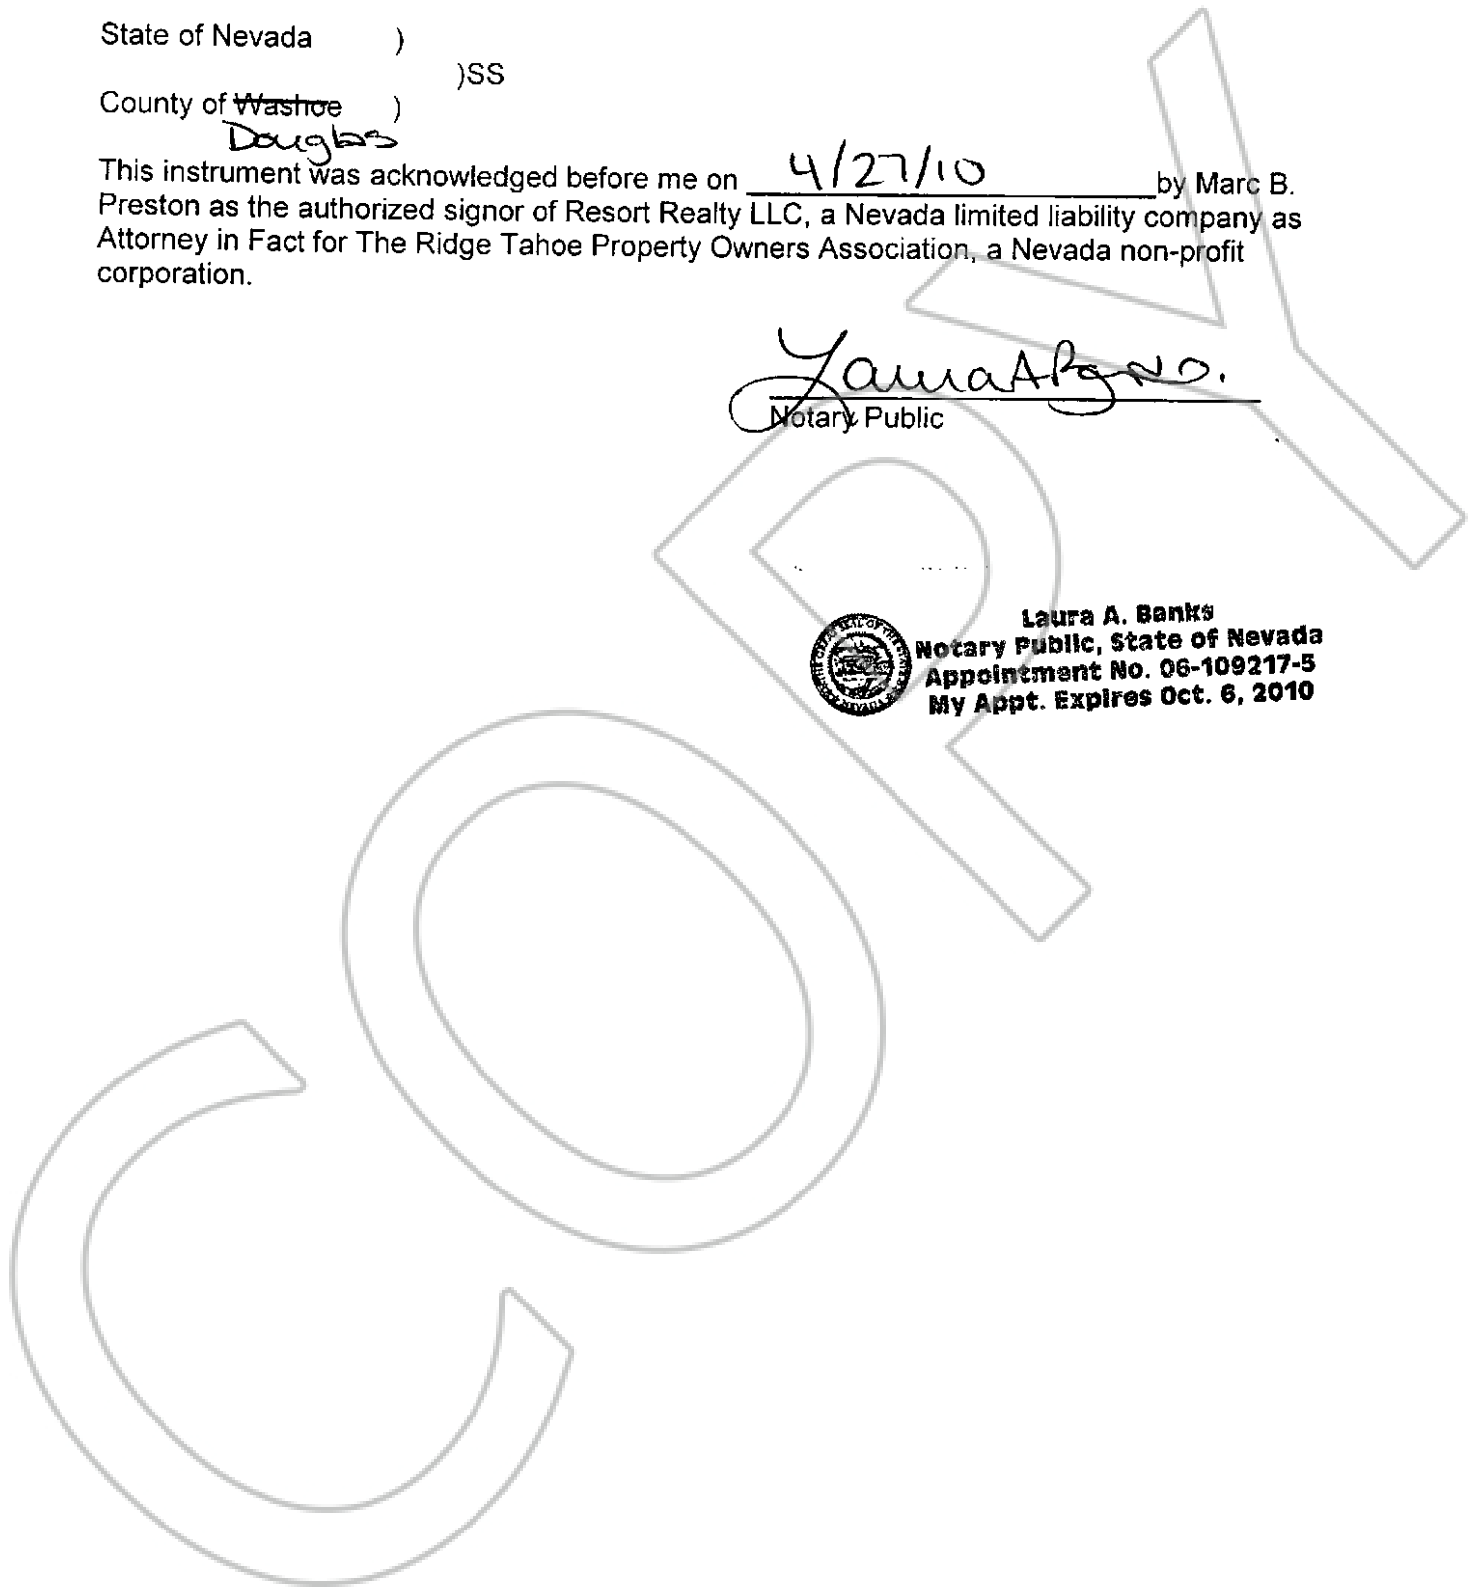 State of Nevada )
)SS
County of Washoe )
Douglas
This instrument was acknowledged before me on 4/27/10 by Marc B.
Preston as the authorized signor of Resort Realty LLC, a Nevada limited liability company as
Attorney in Fact for The Ridge Tahoe Property Owners Association, a Nevada non-profit
corporation.
Laura A
Notary Public
Laura A. Banks
Notary Public, State of Nevada
Appointment No. 06-109217-5
My Appt. Expires Oct. 6, 2010
COPY